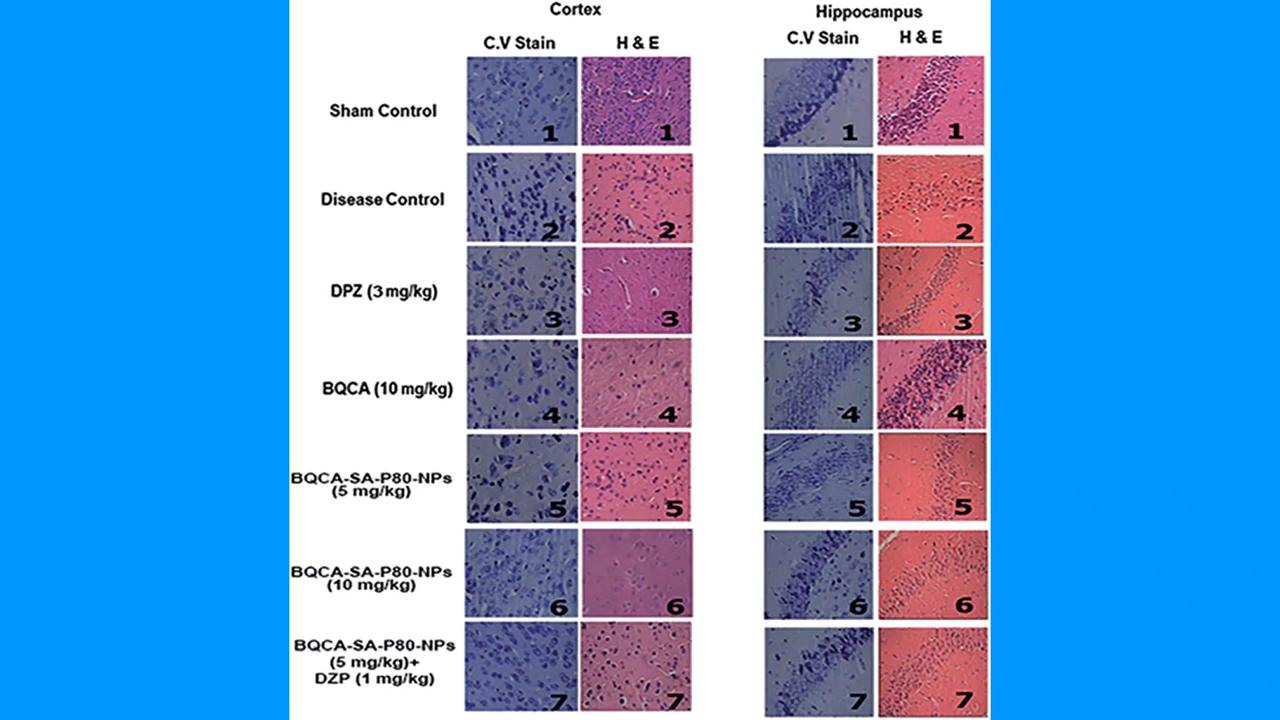 Cortex
Hippocampus
C.V Stain
H & E
C.V Stain
H & E
Sham Control
1
1
1
1
Disease Control
2
2
2
2
DPZ (3 mg/kg)
3
3
3
3
BQCA (10 mg/kg)
4
4
4
4
BQCA-SA-P80-NPs
(5 mg/kg)
5
5
5
5
BQCA-SA-P80-NPs
(10 mg/kg)
6
6
6
6
BQCA-SA-P80-NPs
(5 mg/kg)+
DZP (1 mg/kg)
7
7
7
7